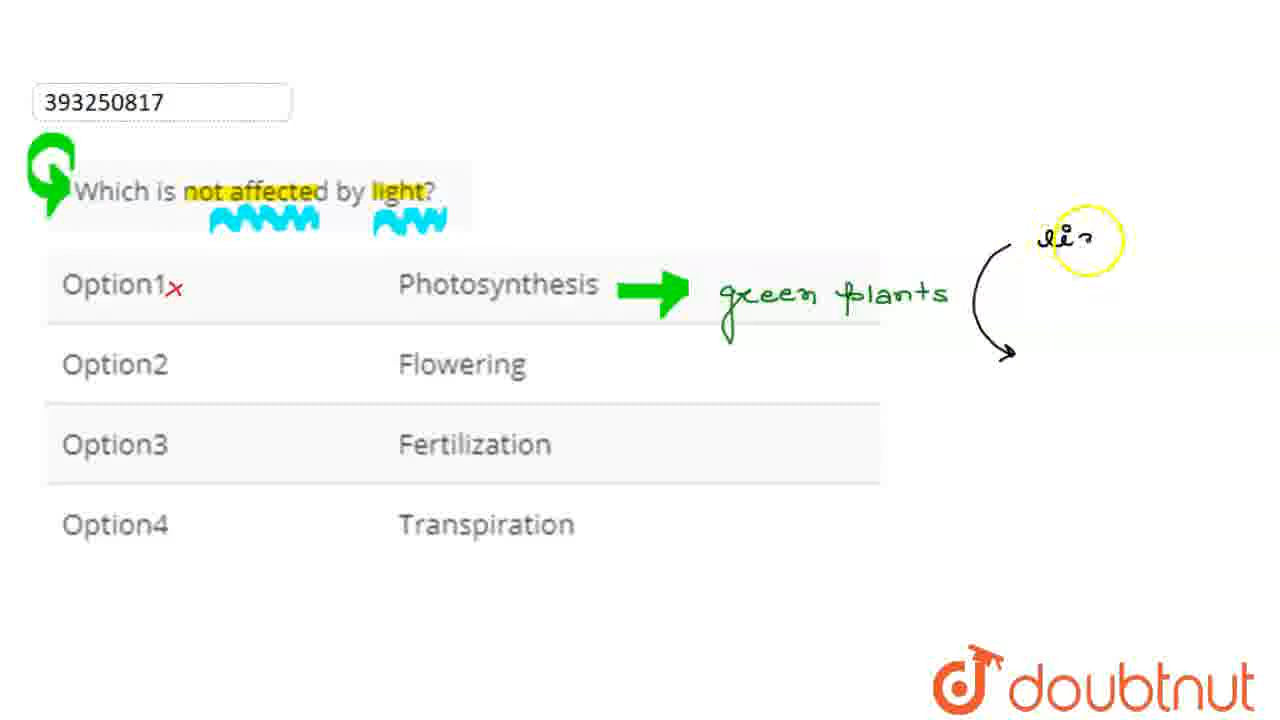 393250817
Which is not affected by light?
Option1 × Photosynthesis green plants
Option2 Flowering
Option3 Fertilization
Option4 Transpiration
doubtnut